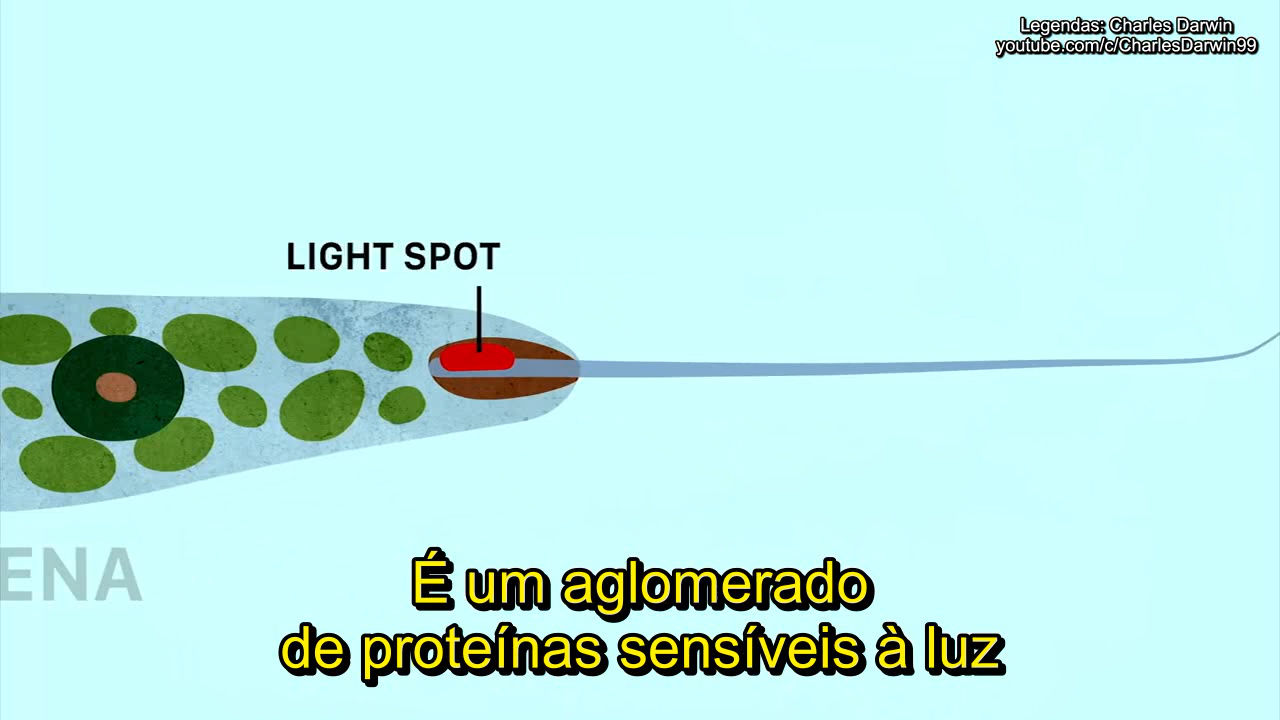 Legendas: Charles Darwin
youtube.com/c/CharlesDarwin99
LIGHT SPOT
ENA
É um aglomerado
de proteínas sensíveis à luz